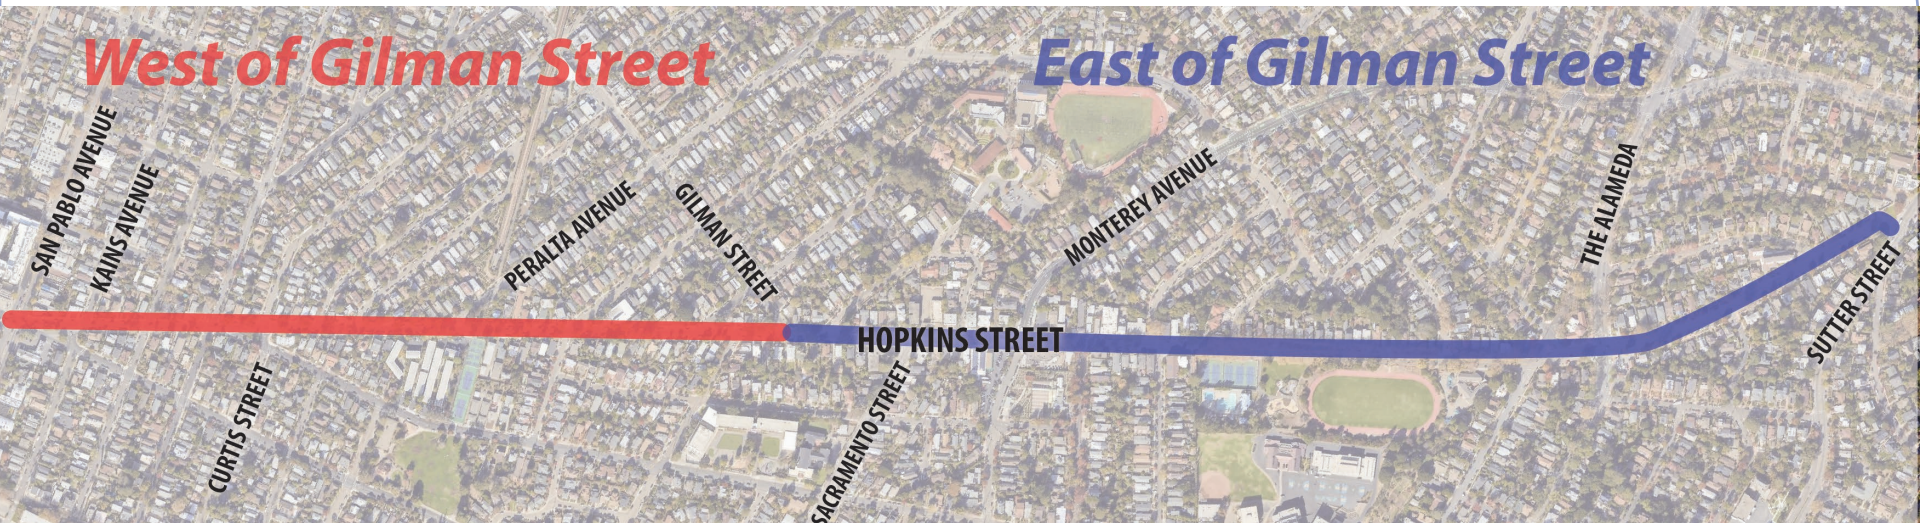 West of Gilman Street
East of Gilman Street
SAN PABLO AVENUE
KAINS AVENUE
CURTIS STREET
PERALTA AVENUE
GILMAN STREET
HOPKINS STREET
SACRAMENTO STREET
MONTEREY AVENUE
THE ALAMEDA
SUTTER STREET